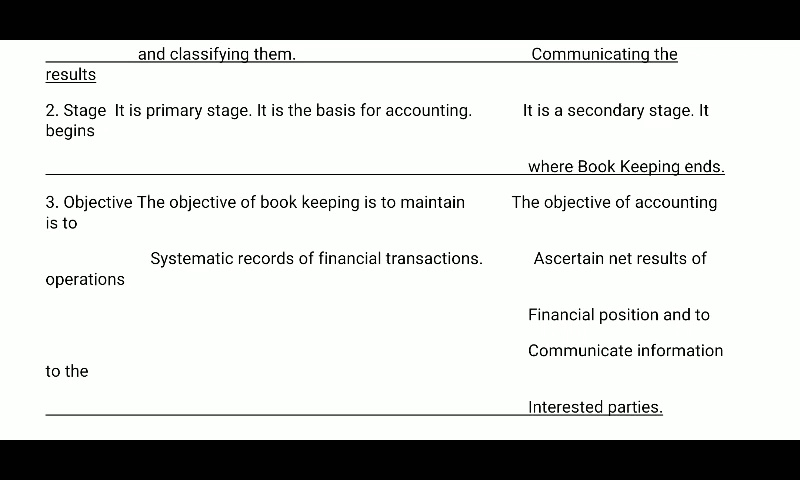 and classifying them. Communicating the
results
2. Stage It is primary stage. It is the basis for accounting. It is a secondary stage. It
begins
where Book Keeping ends.
3. Objective The objective of book keeping is to maintain The objective of accounting
is to
Systematic records of financial transactions. Ascertain net results of
operations
Financial position and to
Communicate information
to the
Interested parties.